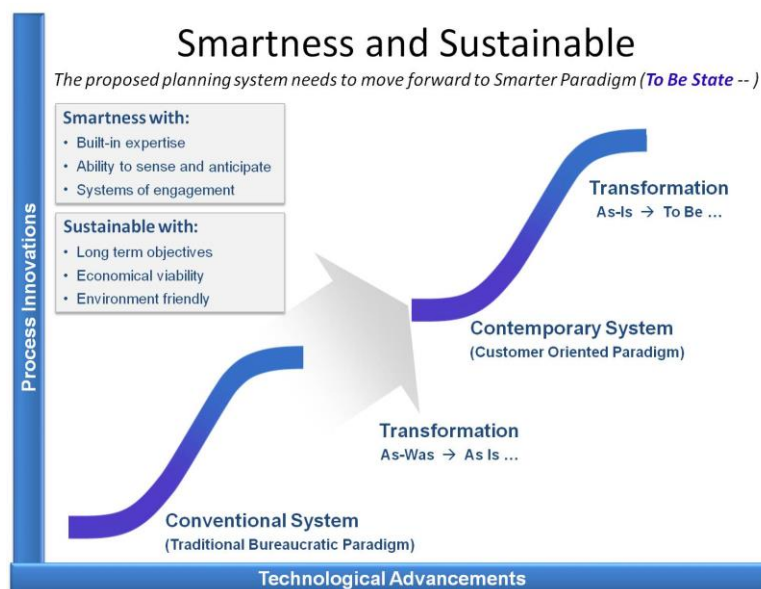 Smartness and Sustainable
The proposed planning system needs to move forward to Smarter Paradigm (To Be State -- )
Smartness with:
• Built-in expertise
• Ability to sense and anticipate
• Systems of engagement
Sustainable with:
• Long term objectives
• Economical viability
• Environment friendly
Transformation
As-Is → To Be ...
Contemporary System
(Customer Oriented Paradigm)
Transformation
As-Was → As Is ...
Conventional System
(Traditional Bureaucratic Paradigm)
Process Innovations
Technological Advancements